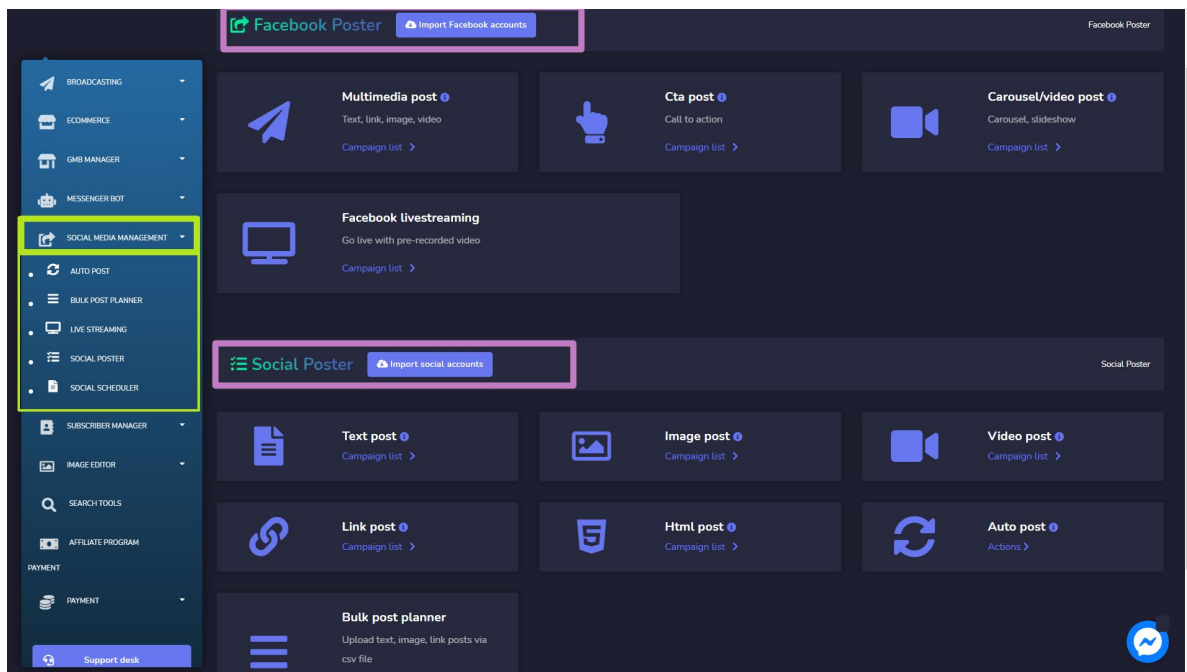 Facebook Poster
Import Facebook accounts
Facebook Poster
BROADCASTING
ECOMMERCE
GMB MANAGER
MESSENGER BOT
SOCIAL MEDIA MANAGEMENT
AUTO POST
BULK POST PLANNER
LIVE STREAMING
SOCIAL POSTER
SOCIAL SCHEDULER
SUBSCRIBER MANAGER
IMAGE EDITOR
SEARCH TOOLS
AFFILIATE PROGRAM
PAYMENT
PAYMENT
Support desk
Multimedia post
Text, link, image, video
Campaign list
Cta post
Call to action
Campaign list
Carousel/video post
Carousel, slideshow
Campaign list
Facebook livestreaming
Go live with pre-recorded video
Campaign list
Social Poster
Import social accounts
Social Poster
Text post
Campaign list
Image post
Campaign list
Video post
Campaign list
Link post
Campaign list
Html post
Campaign list
Auto post
Actions
Bulk post planner
Upload text, image, link posts via
csv file